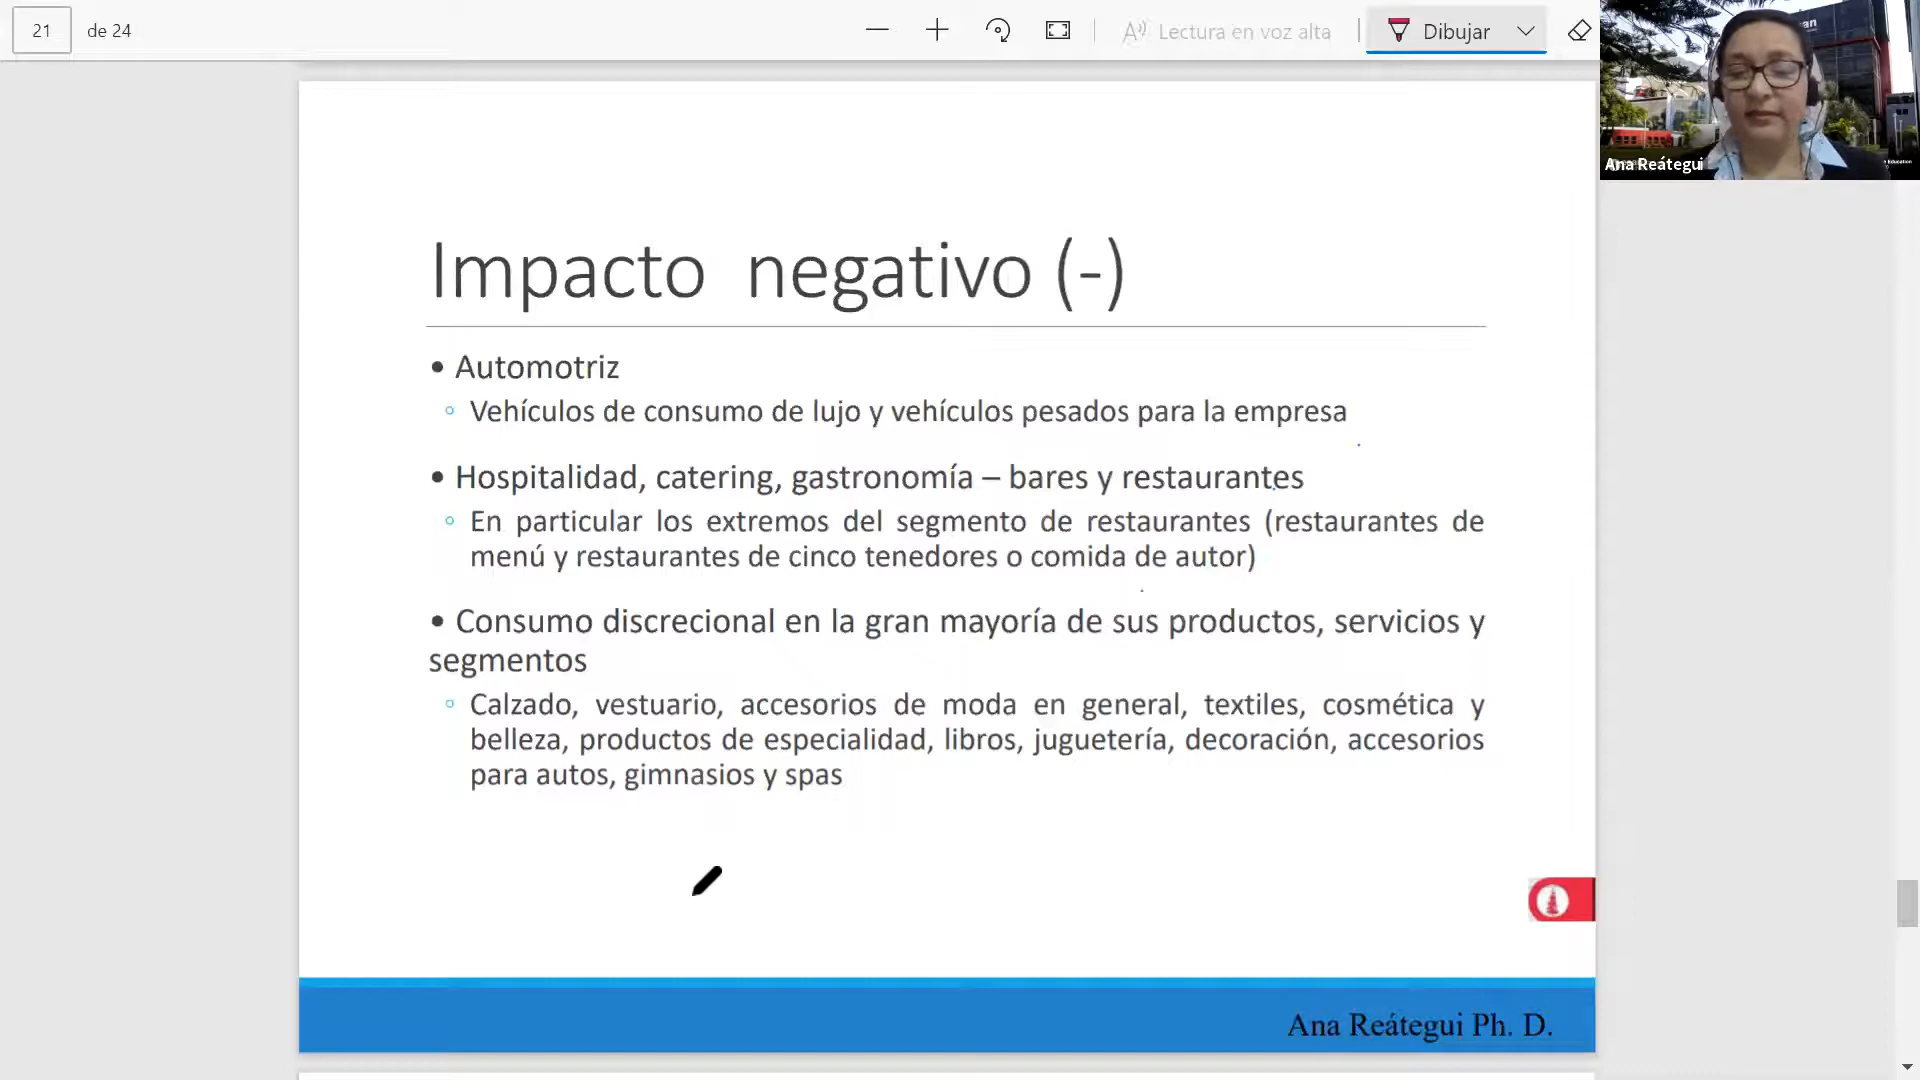 21 de 24 Lectura en voz alta Dibujar
Ana Reátegui
Impacto negativo (-)
• Automotriz
Vehículos de consumo de lujo y vehículos pesados para la empresa
• Hospitalidad, catering, gastronomía – bares y restaurantes
En particular los extremos del segmento de restaurantes (restaurantes de
menú y restaurantes de cinco tenedores o comida de autor)
• Consumo discrecional en la gran mayoría de sus productos, servicios y
segmentos
Calzado, vestuario, accesorios de moda en general, textiles, cosmética y
belleza, productos de especialidad, libros, juguetería, decoración, accesorios
para autos, gimnasios y spas
Ana Reátegui Ph. D.